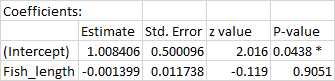 Coefficients:
Estimate Std. Error z value P-value
(Intercept) 1.008406 0.500096 2.016 0.0438 *
Fish_length -0.001399 0.011738 -0.119 0.9051